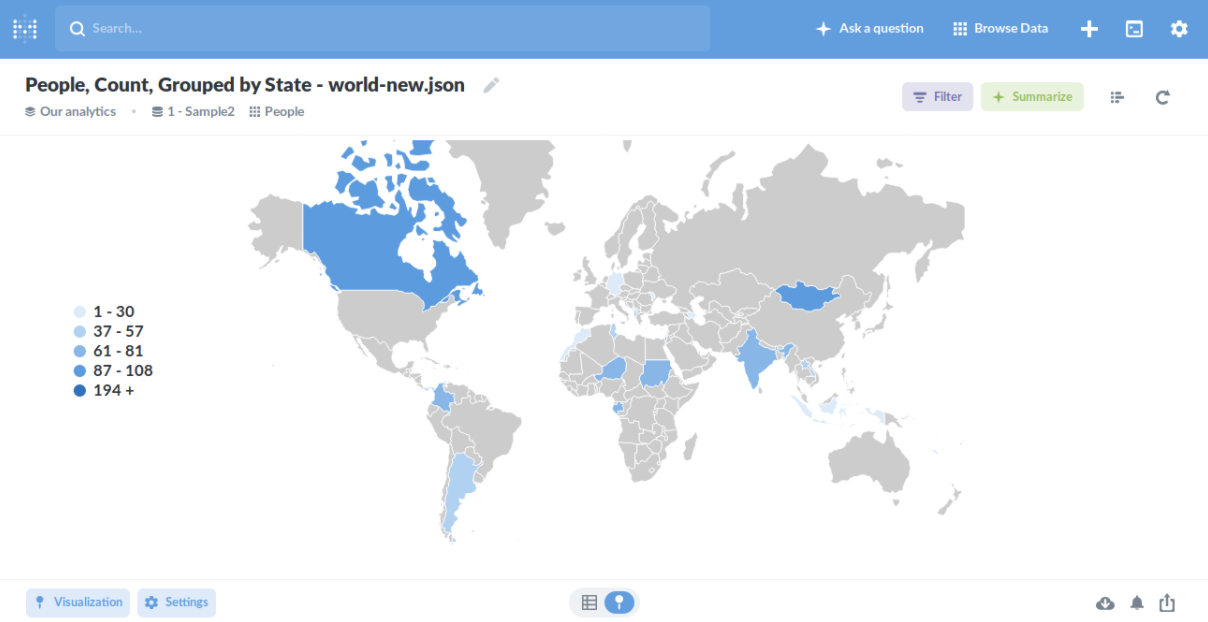 Search...
Ask a question
Browse Data
People, Count, Grouped by State - world-new.json
Our analytics • 1 - Sample2 People
Filter
Summarize
1 - 30
37 - 57
61 - 81
87 - 108
194 +
Visualization
Settings